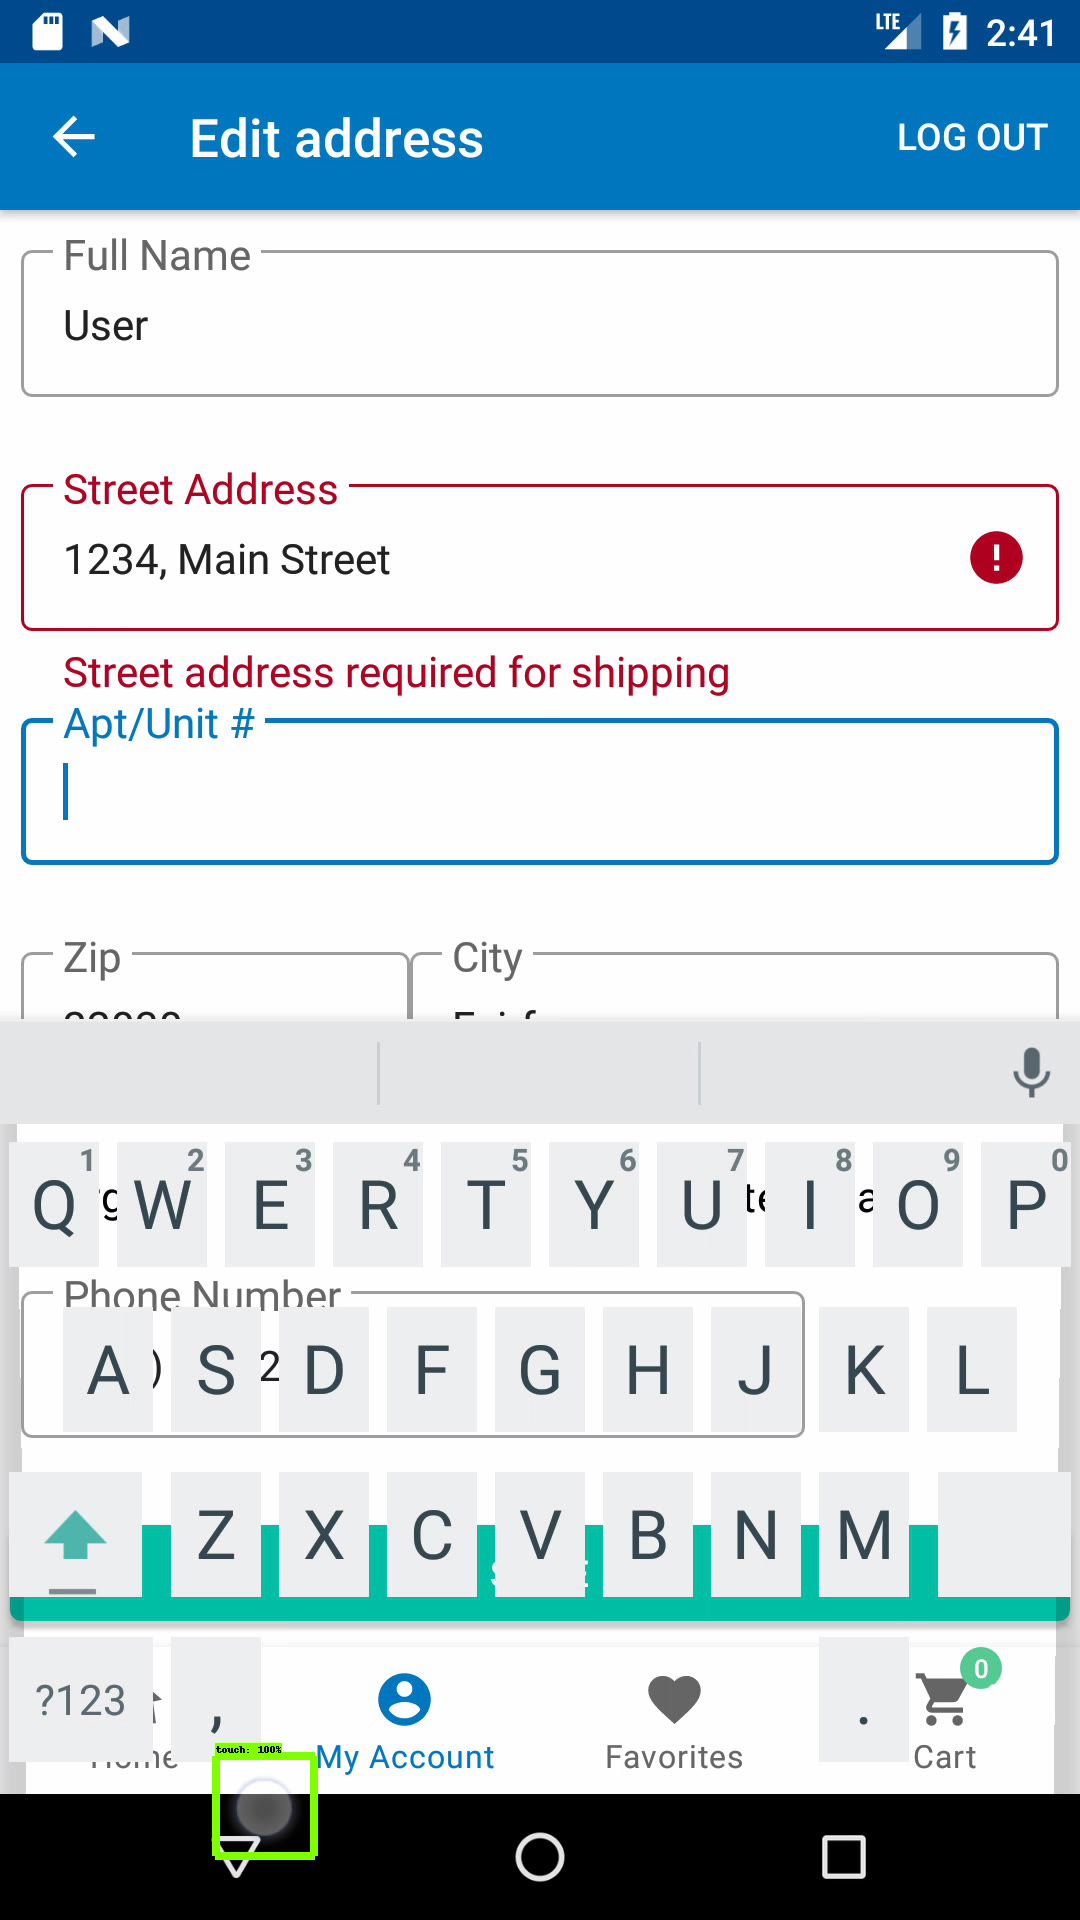 LTE 2:41
Edit address
LOG OUT
Full Name
User
Street Address
1234, Main Street
!
Street address required for shipping
Apt/Unit #
Zip
City
1 2 3 4 5 6 7 8 9 0
Q W E R T Y U I O P
Phone Number
A S D F G H J K L
Z X C V B N M
?123 , .
0
Home
My Account
Favorites
Cart
touch: 100%